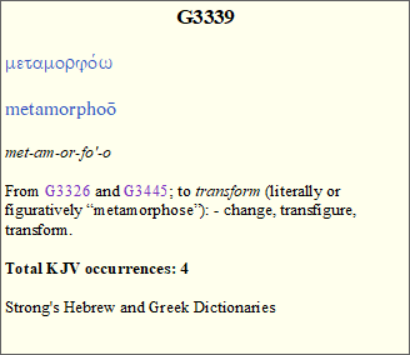 G3339
μεταμορφόω
metamorphoō
met-am-or-fo'-o
From G3326 and G3445; to transform (literally or
figuratively “metamorphose”): - change, transfigure,
transform.
Total KJV occurrences: 4
Strong's Hebrew and Greek Dictionaries